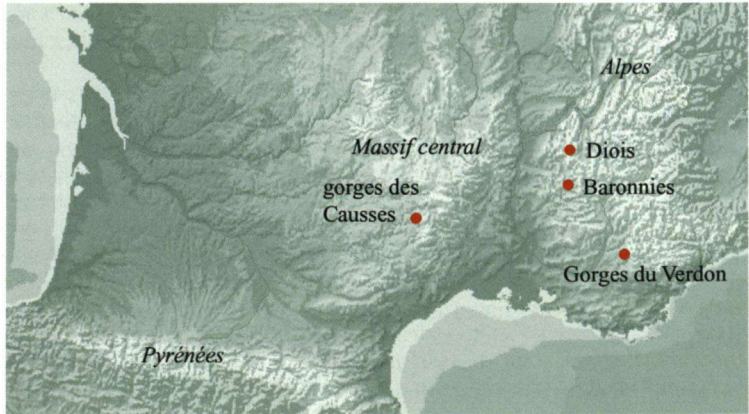 Alpes
Massif central
Diois
gorges des
Causses
Baronnies
Gorges du Verdon
Pyrénées